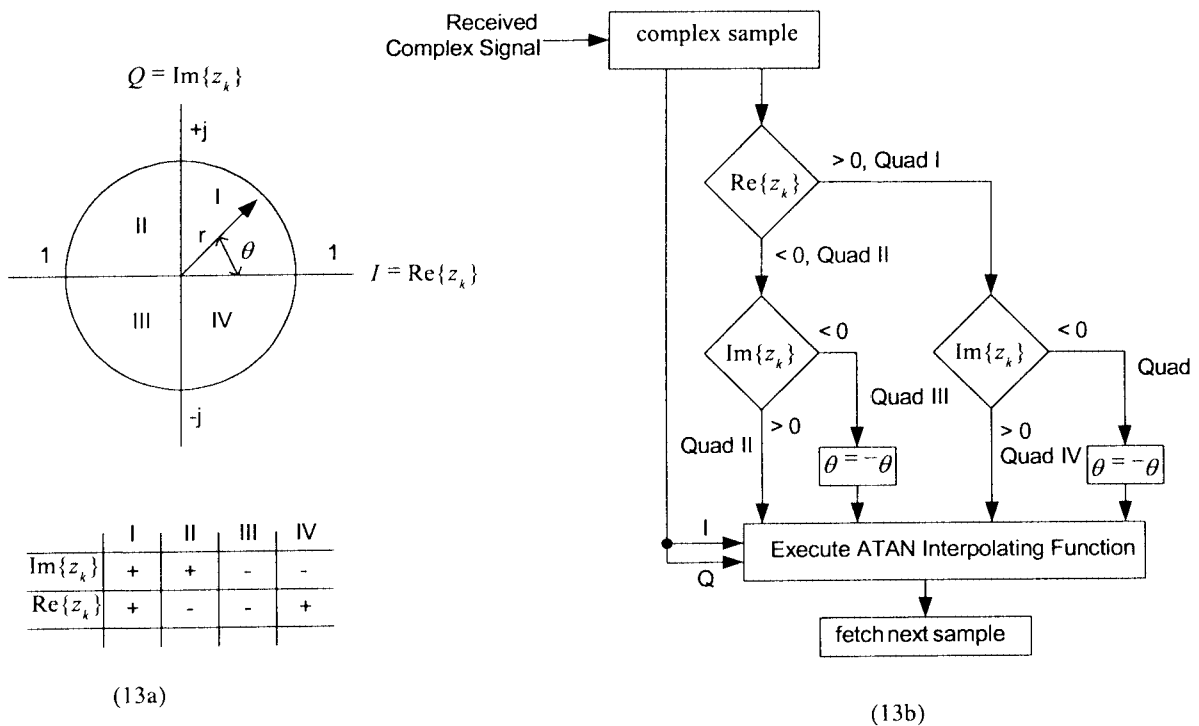 Q = Im{z_k}
+j
I
II
r
θ
1
1
I = Re{z_k}
III
IV
-j
I II III IV
Im{z_k} + + - -
Re{z_k} + - - +
(13a)
Received
Complex Signal
complex sample
Re{z_k}
> 0, Quad I
< 0, Quad II
Im{z_k}
< 0
Quad III
> 0
Quad II
θ = -θ
Im{z_k}
< 0
Quad
> 0
Quad IV
θ = -θ
I
Q
Execute ATAN Interpolating Function
fetch next sample
(13b)